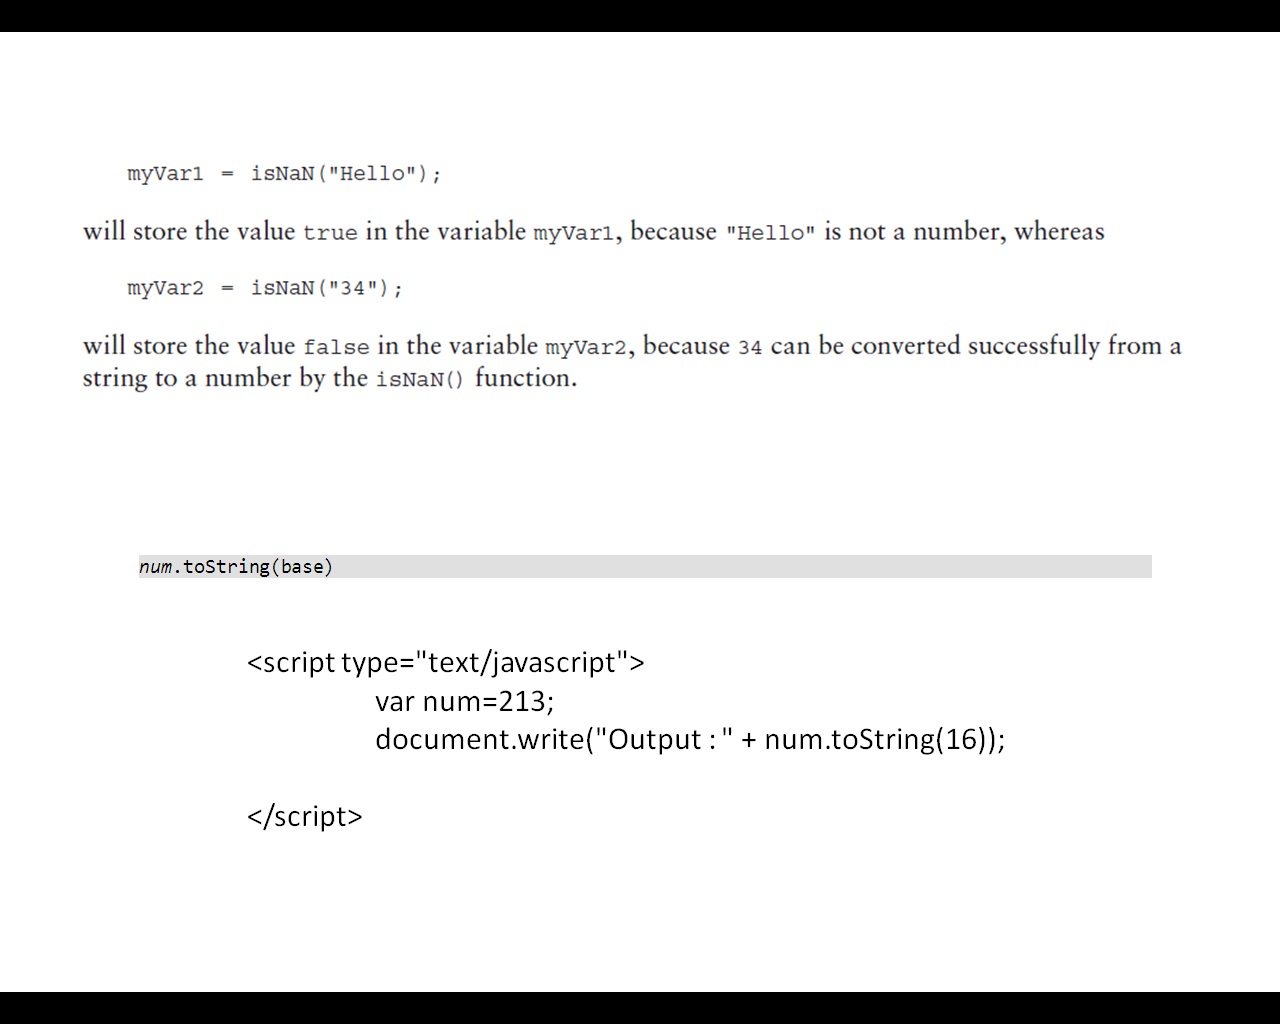 myVar1 = isNaN("Hello");
will store the value true in the variable myVar1, because "Hello" is not a number, whereas
myVar2 = isNaN("34");
will store the value false in the variable myVar2, because 34 can be converted successfully from a
string to a number by the isNaN() function.
num.toString(base)
<script type="text/javascript">
var num=213;
document.write("Output : " + num.toString(16));
</script>